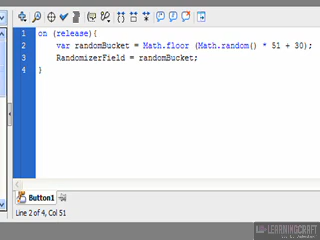 1 on (release){
2 var randomBucket = Math.floor (Math.random() * 51 + 30);
3 RandomizerField = randomBucket;
4 }
Button1
Line 2 of 4, Col 51
LEARNINGCRAFT